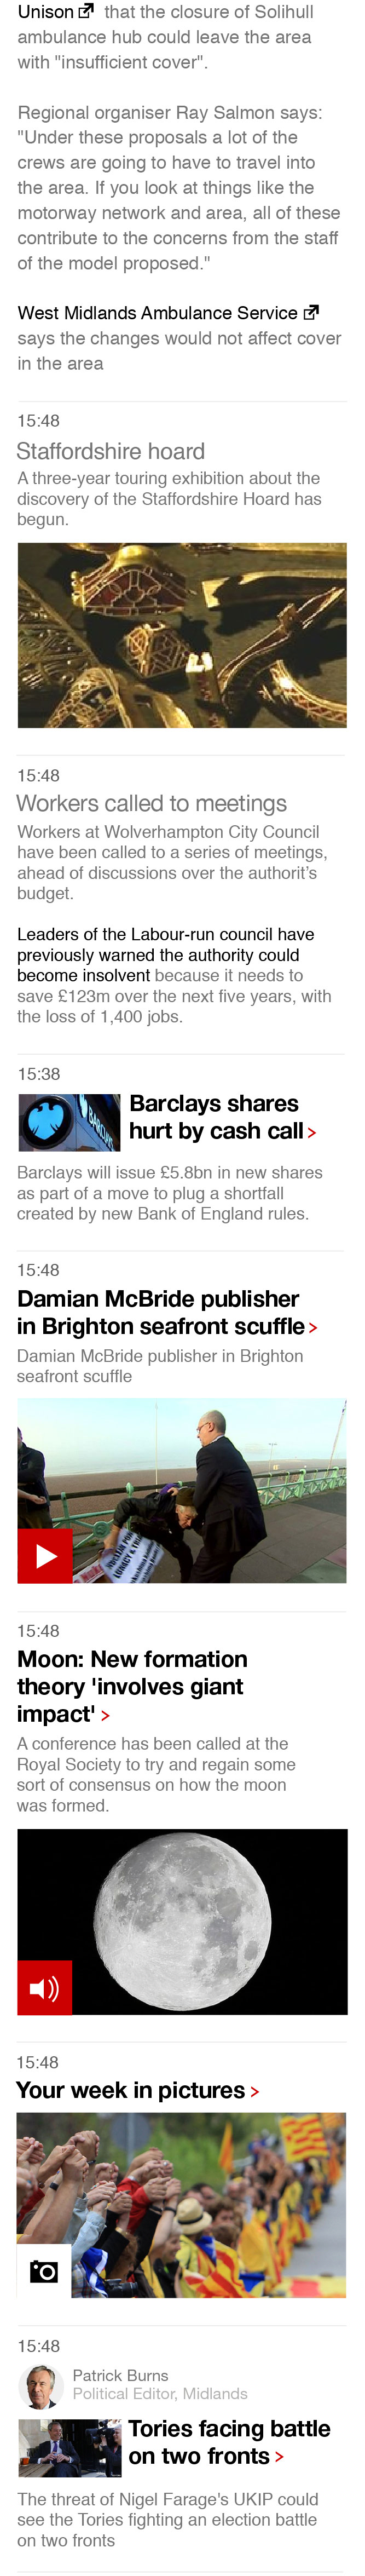 Unison that the closure of Solihull
ambulance hub could leave the area
with "insufficient cover".
Regional organiser Ray Salmon says:
"Under these proposals a lot of the
crews are going to have to travel into
the area. If you look at things like the
motorway network and area, all of these
contribute to the concerns from the staff
of the model proposed."
West Midlands Ambulance Service
says the changes would not affect cover
in the area
15:48
Staffordshire hoard
A three-year touring exhibition about the
discovery of the Staffordshire Hoard has
begun.
15:48
Workers called to meetings
Workers at Wolverhampton City Council
have been called to a series of meetings,
ahead of discussions over the authorit’s
budget.
Leaders of the Labour-run council have
previously warned the authority could
become insolvent because it needs to
save £123m over the next five years, with
the loss of 1,400 jobs.
15:38
BARCLAYS
Barclays shares
hurt by cash call >
Barclays will issue £5.8bn in new shares
as part of a move to plug a shortfall
created by new Bank of England rules.
15:48
Damian McBride publisher
in Brighton seafront scuffle >
Damian McBride publisher in Brighton
seafront scuffle
15:48
Moon: New formation
theory 'involves giant
impact' >
A conference has been called at the
Royal Society to try and regain some
sort of consensus on how the moon
was formed.
15:48
Your week in pictures >
15:48
Patrick Burns
Political Editor, Midlands
Tories facing battle
on two fronts >
The threat of Nigel Farage's UKIP could
see the Tories fighting an election battle
on two fronts